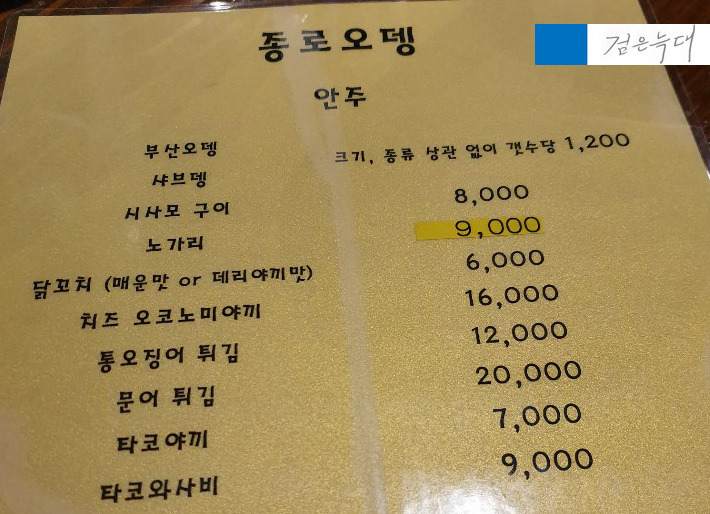 검은늑대
종로오뎅
안주
부산오뎅 크기, 종류 상관 없이 갯수당 1,200
샤브뎅
시사모 구이 8,000
노가리 9,000
닭꼬치 (매운맛 or 데리야끼맛) 6,000
치즈 오코노미야끼 16,000
통오징어 튀김 12,000
문어 튀김 20,000
타코야끼 7,000
타코와사비 9,000